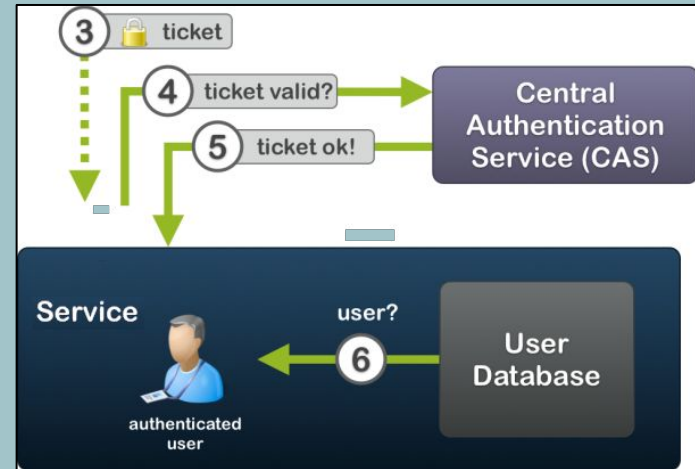 3 ticket
4 ticket valid?
5 ticket ok!
Central
Authentication
Service (CAS)
Service
user?
6
authenticated
user
User
Database